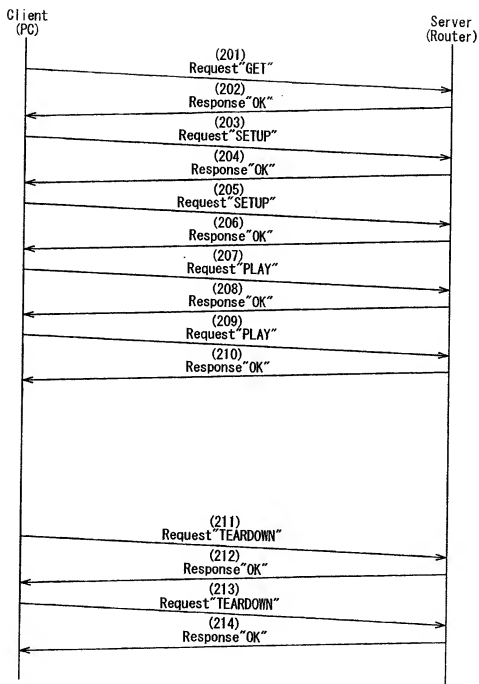 Client
(PC)
Server
(Router)
(201)
Request"GET"
(202)
Response"OK"
(203)
Request"SETUP"
(204)
Response"OK"
(205)
Request"SETUP"
(206)
Response"OK"
(207)
Request"PLAY"
(208)
Response"OK"
(209)
Request"PLAY"
(210)
Response"OK"
(211)
Request"TEARDOWN"
(212)
Response"OK"
(213)
Request"TEARDOWN"
(214)
Response"OK"